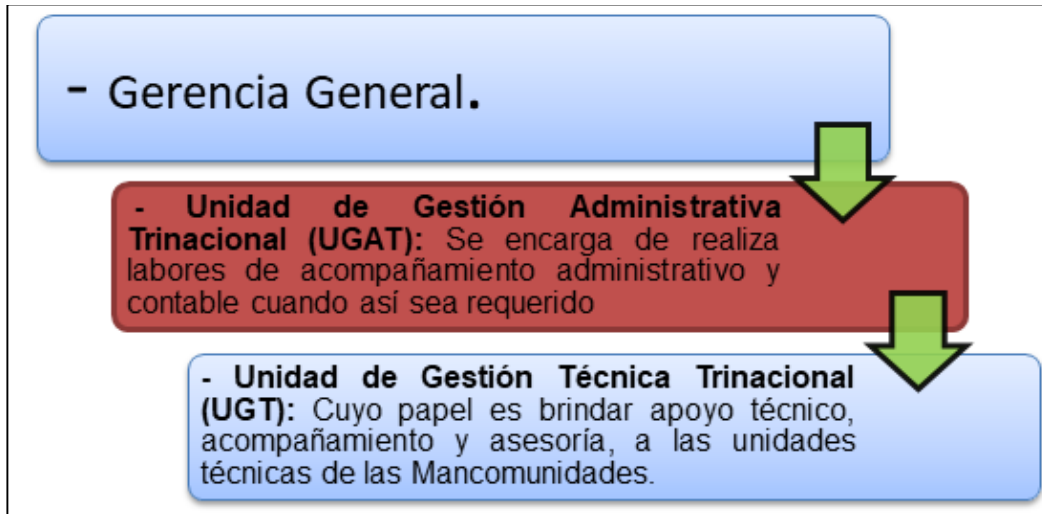 - Gerencia General.
- Unidad de Gestión Administrativa
Trinacional (UGAT): Se encarga de realiza
labores de acompañamiento administrativo y
contable cuando así sea requerido
- Unidad de Gestión Técnica Trinacional
(UGT): Cuyo papel es brindar apoyo técnico,
acompañamiento y asesoría, a las unidades
técnicas de las Mancomunidades.